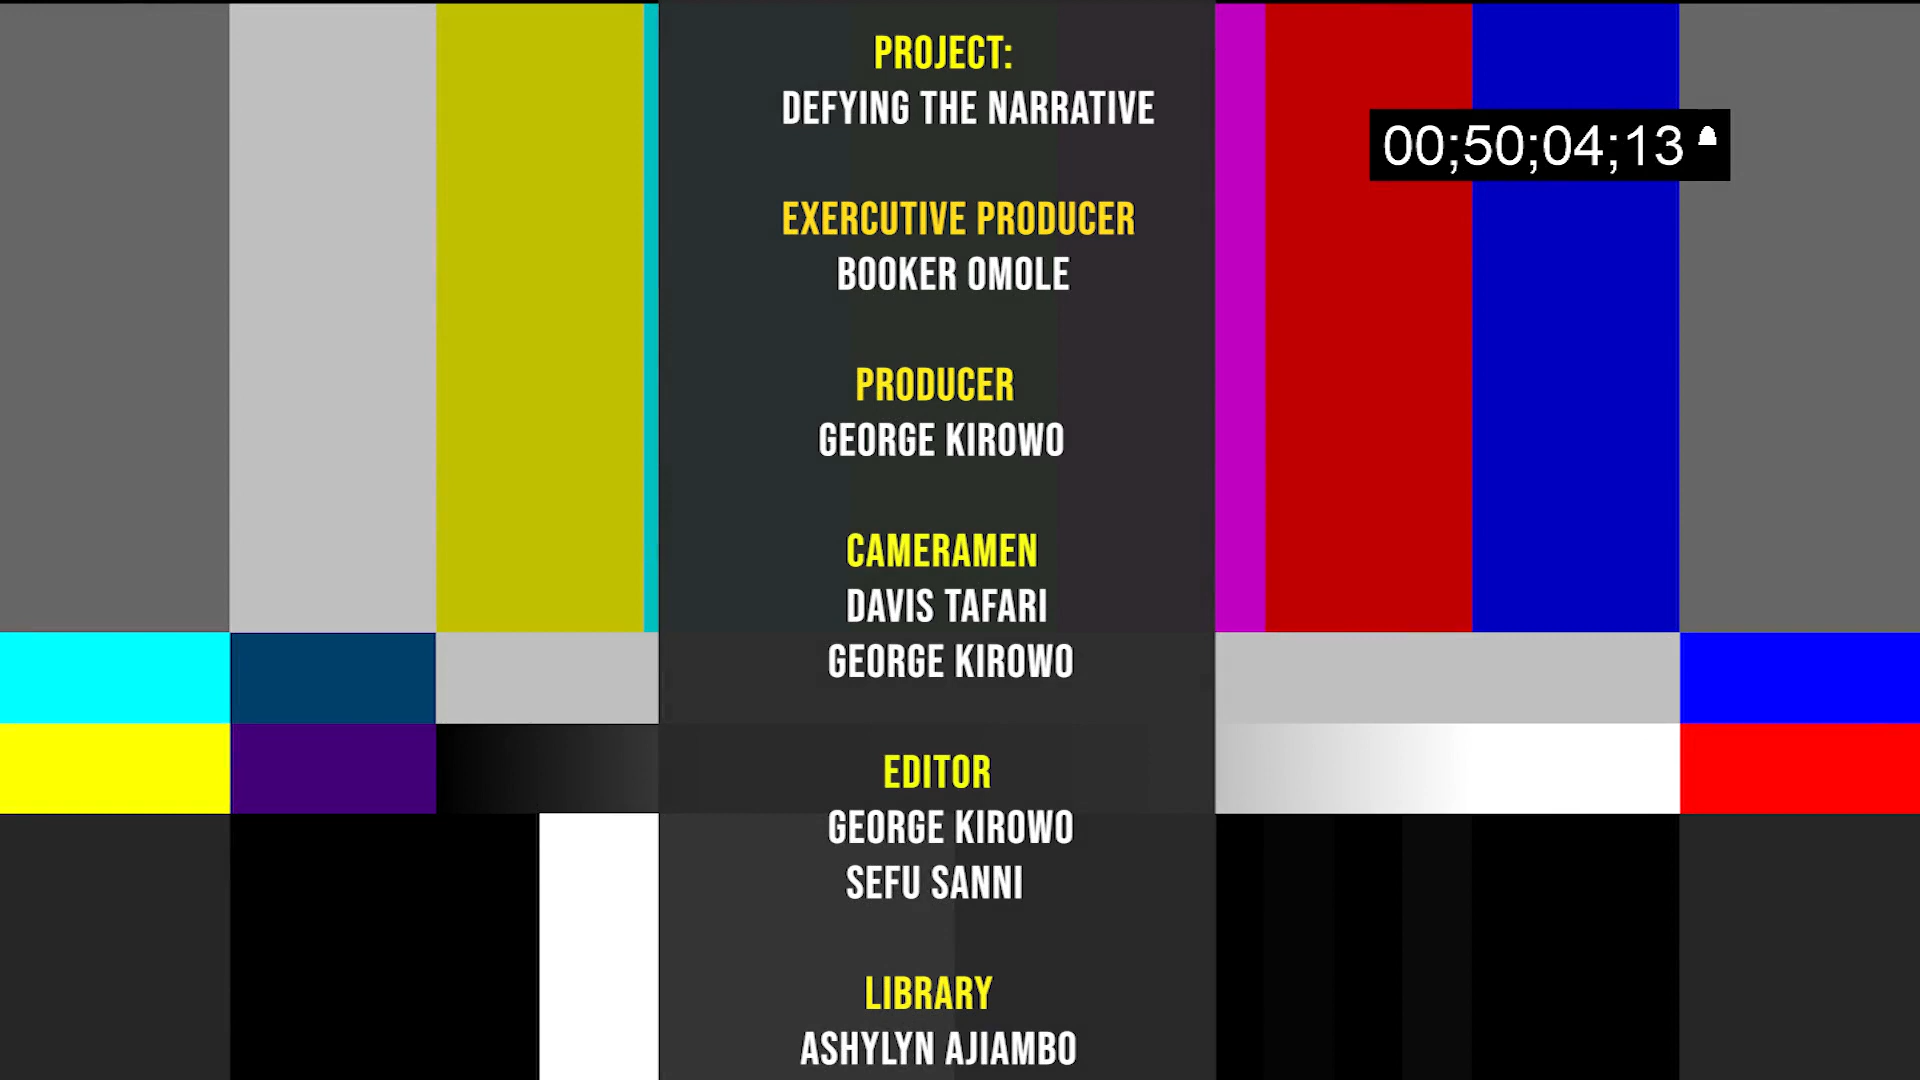 PROJECT:
DEFYING THE NARRATIVE
00;50;04;13
EXERCUTIVE PRODUCER
BOOKER OMOLE
PRODUCER
GEORGE KIROWO
CAMERAMEN
DAVIS TAFARI
GEORGE KIROWO
EDITOR
GEORGE KIROWO
SEFU SANNI
LIBRARY
ASHYLYN AJIAMBO